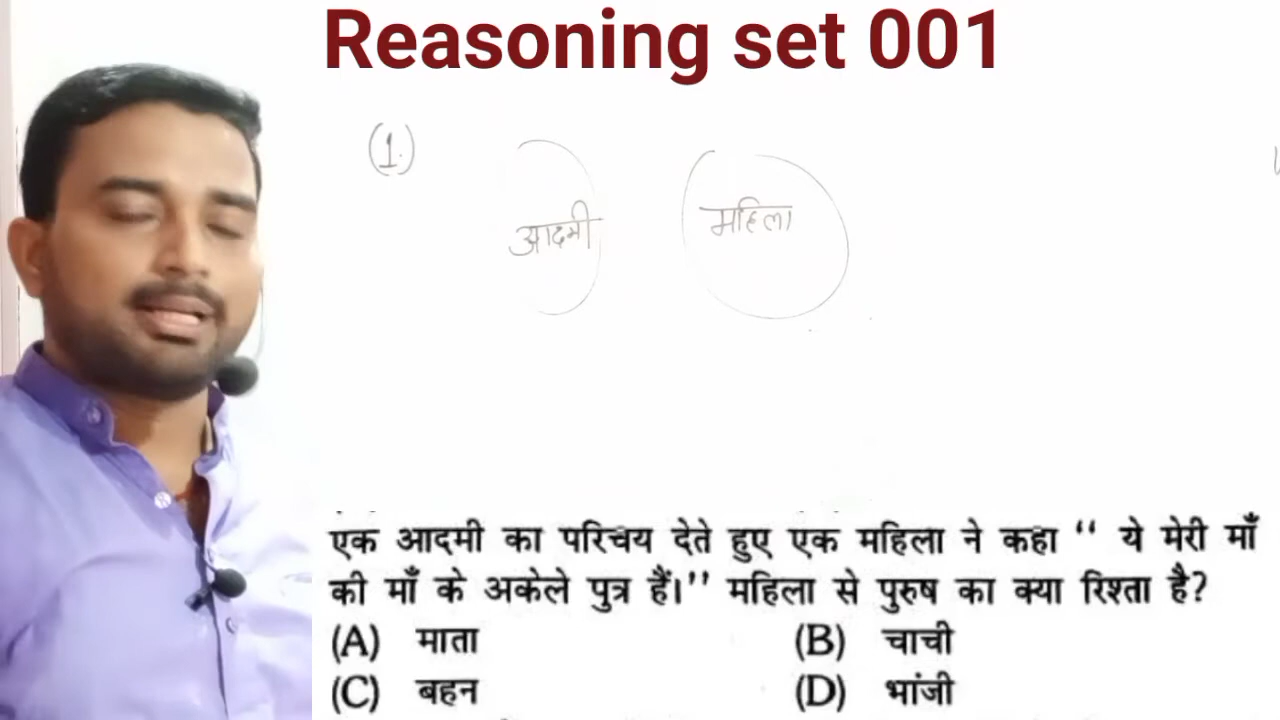 Reasoning set 001
(1.)
आदमी
महिला
एक आदमी का परिचय देते हुए एक महिला ने कहा ‘‘ ये मेरी माँ
की माँ के अकेले पुत्र हैं।’’ महिला से पुरुष का क्या रिश्ता है?
(A) माता (B) चाची
(C) बहन (D) भांजी